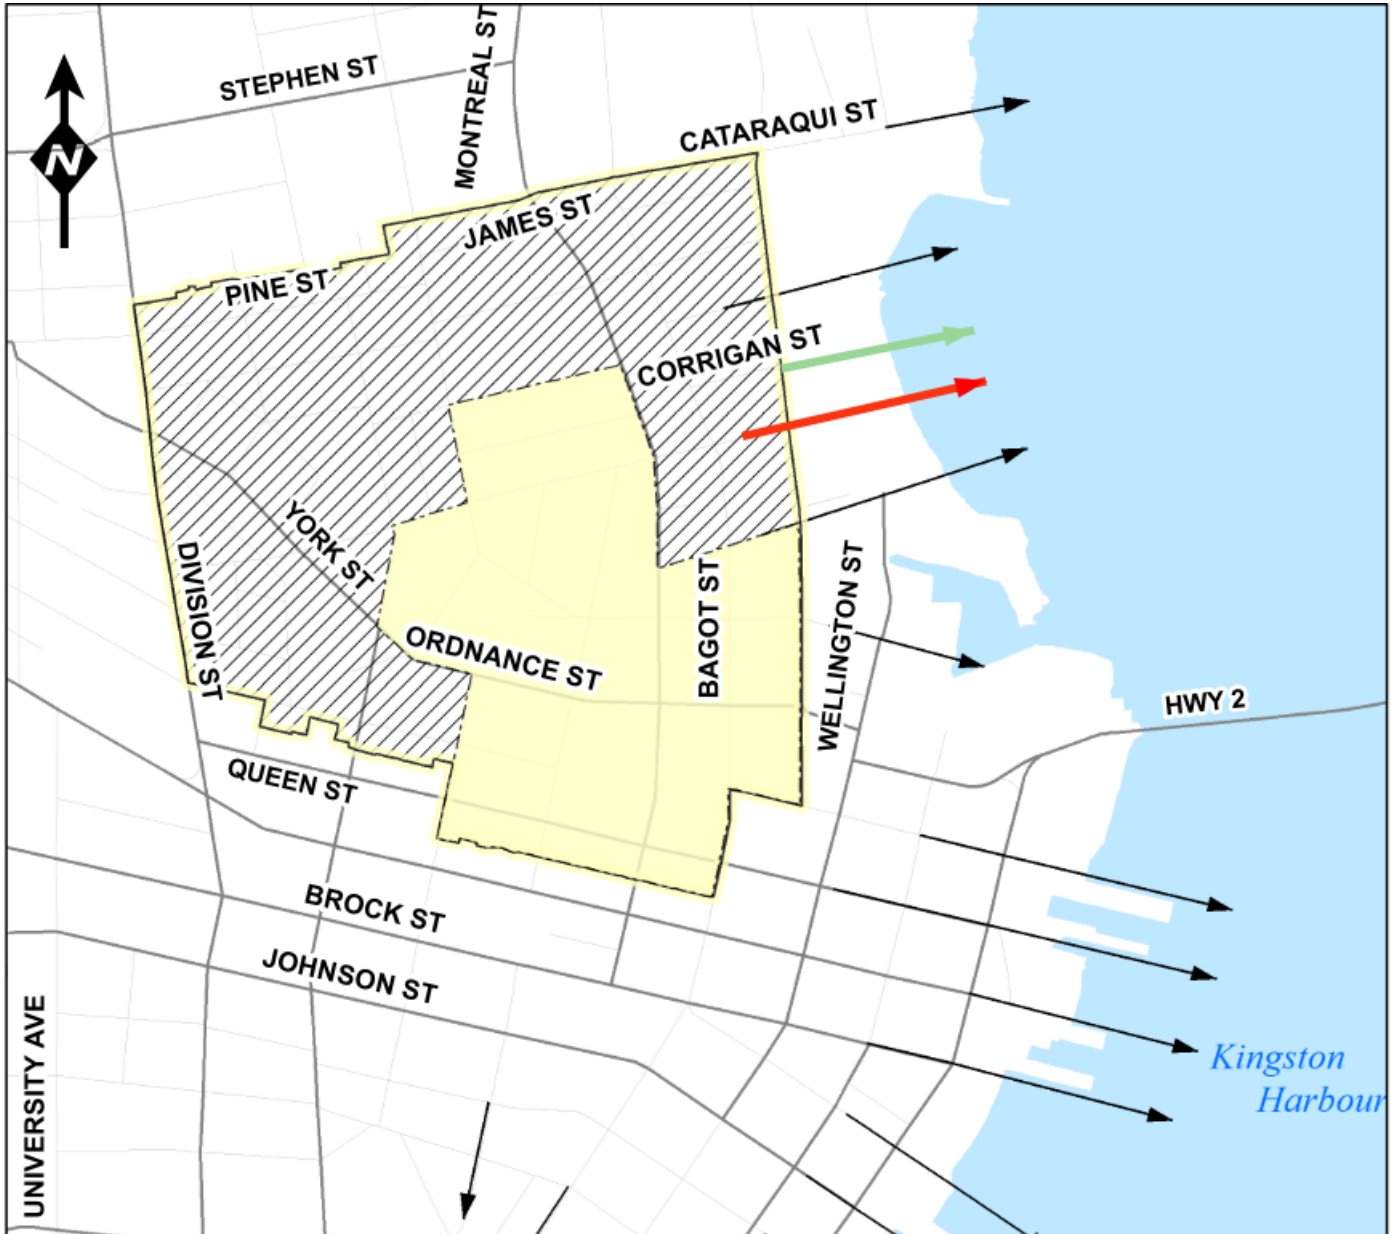 MONTREAL ST
STEPHEN ST
CATARAQUI ST
N
JAMES ST
PINE ST
CORRIGAN ST
YORK ST
DIVISION ST
BAGOT ST
WELLINGTON ST
ORDNANCE ST
HWY 2
QUEEN ST
BROCK ST
JOHNSON ST
UNIVERSITY AVE
Kingston
Harbour